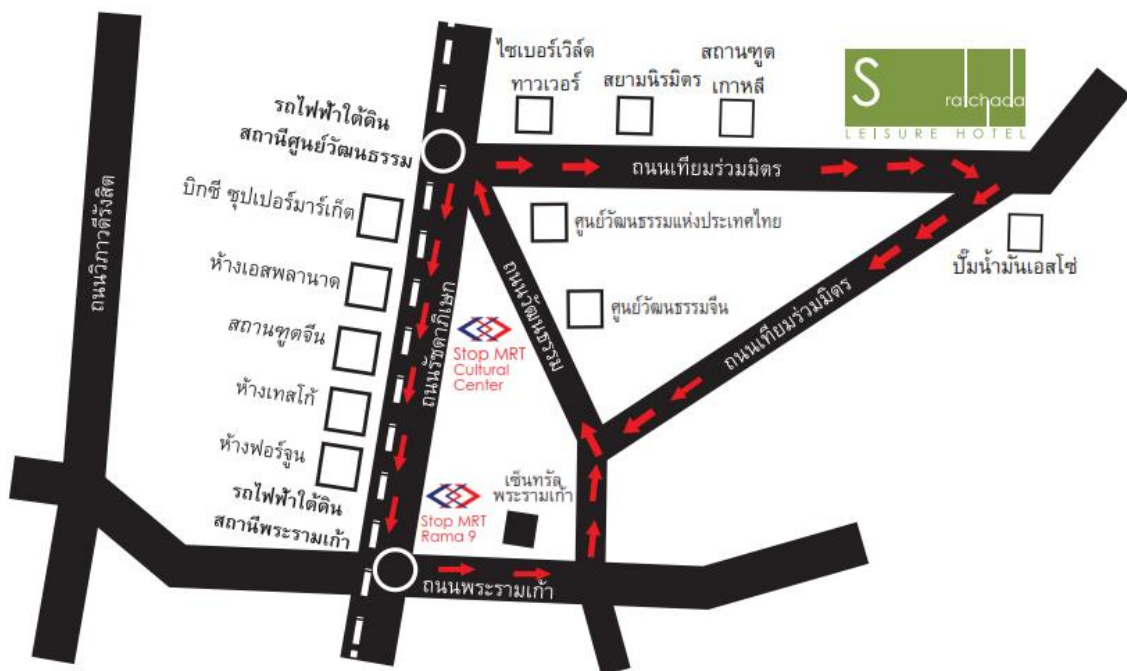 ไซเบอร์เวิล์ด
ทาวเวอร์
สยามนิรมิตร
สถานฑูต
เกาหลี
S
ratchada
LEISURE HOTEL
รถไฟฟ้าใต้ดิน
สถานีศูนย์วัฒนธรรม
ถนนเทียมร่วมมิตร
บิกซี ซุปเปอร์มาร์เก็ต
ถนนวิภาวดีรังสิต
ศูนย์วัฒนธรรมแห่งประเทศไทย
ปั๊มน้ำมันเอสโซ่
ห้างเอสพลานาด
ถนนรัชดาภิเษก
ถนนวัฒนธรรม
ศูนย์วัฒนธรรมจีน
ถนนเทียมร่วมมิตร
สถานฑูตจีน
Stop MRT
Cultural
Center
ห้างเทสโก้
ห้างฟอร์จูน
เซ็นทรัล
พระรามเก้า
รถไฟฟ้าใต้ดิน
สถานีพระรามเก้า
Stop MRT
Rama 9
ถนนพระรามเก้า